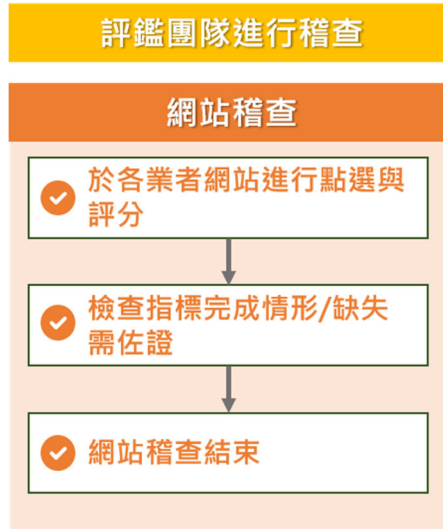 評鑑團隊進行稽查
網站稽查
於各業者網站進行點選與
評分
檢查指標完成情形/缺失
需佐證
網站稽查結束